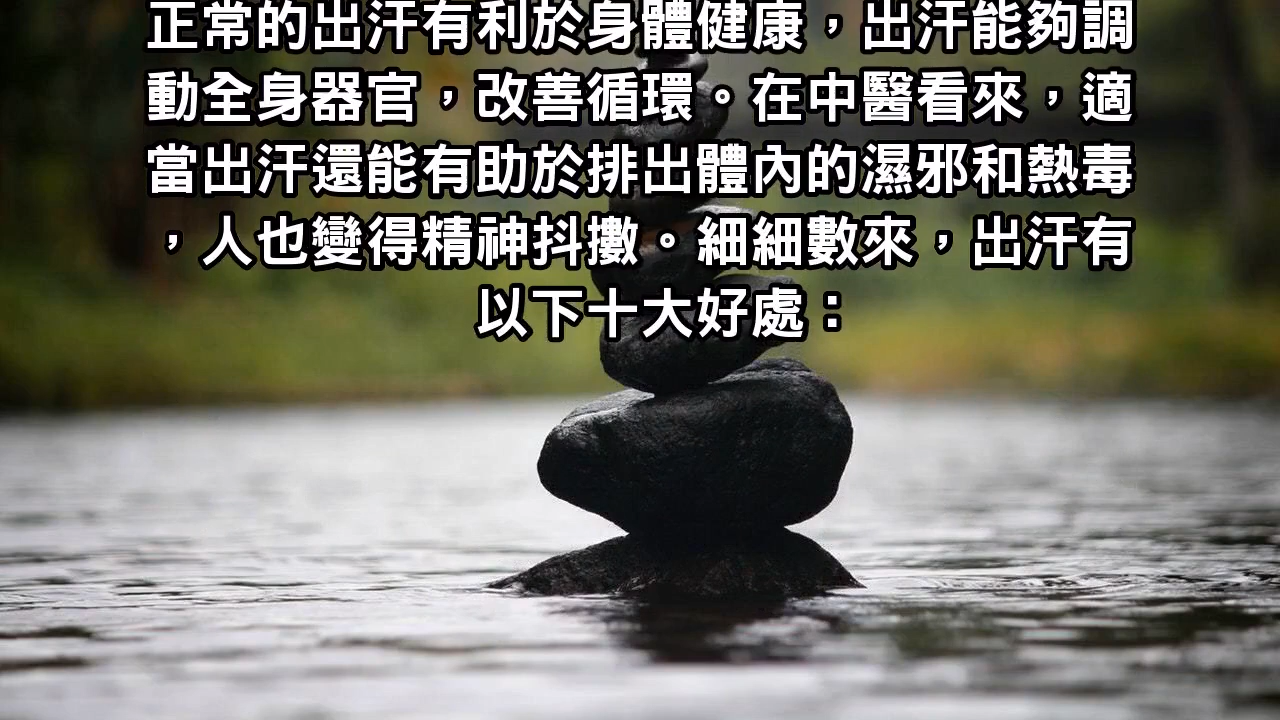 正常的出汗有利於身體健康，出汗能夠調
動全身器官，改善循環。在中醫看來，適
當出汗還能有助於排出體內的濕邪和熱毒
，人也變得精神抖擻。細細數來，出汗有
以下十大好處：